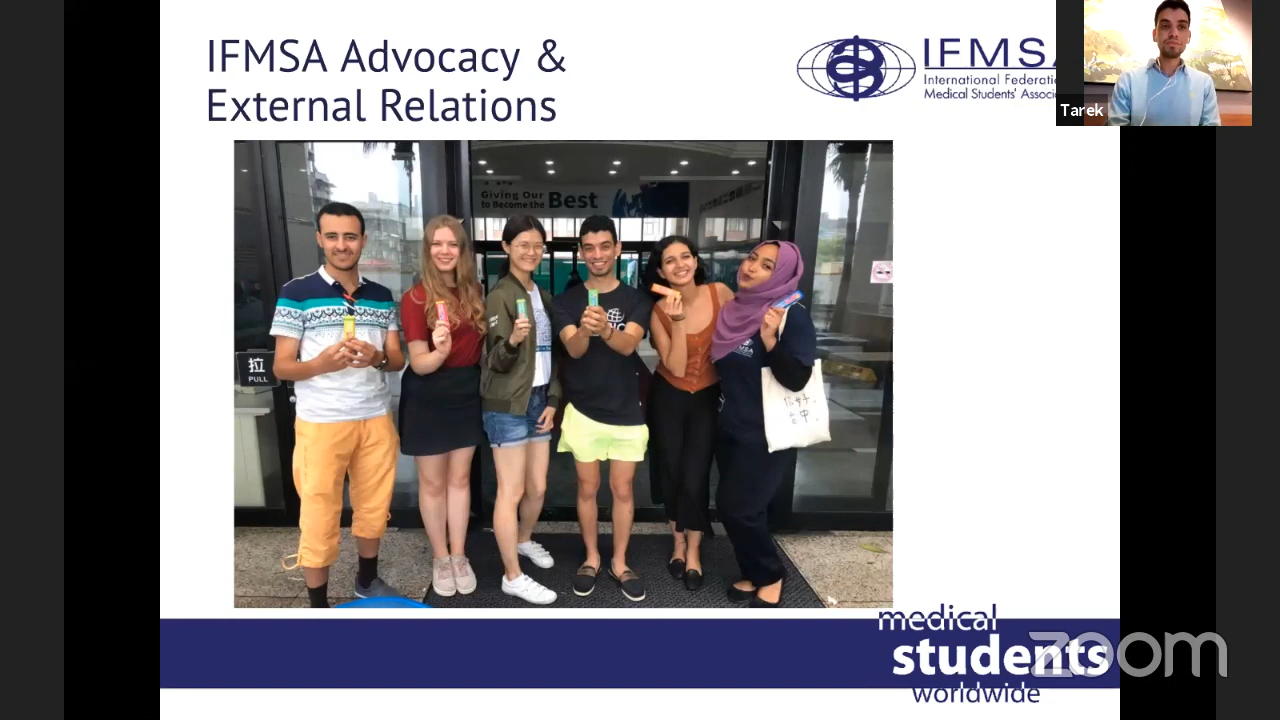 IFMSA Advocacy &
External Relations
IFMSA
International Federatio
Medical Students' Associ
Tarek
Giving Our
to Become the Best
拉
PULL
IFMSA
medical
students
worldwide
zoom